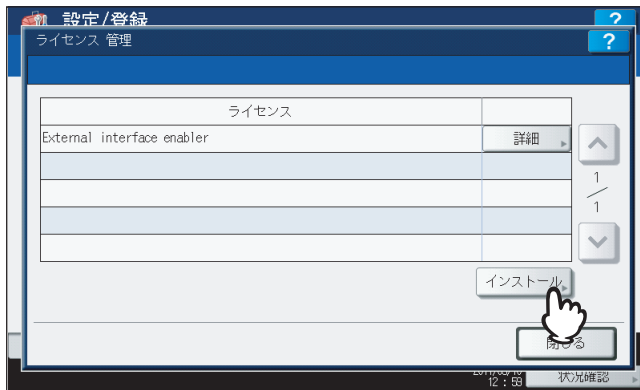 設定/登録
?
ライセンス 管理
?
ライセンス
External interface enabler
詳細
1
/
1
インストール
閉じる
12:59
状況確認